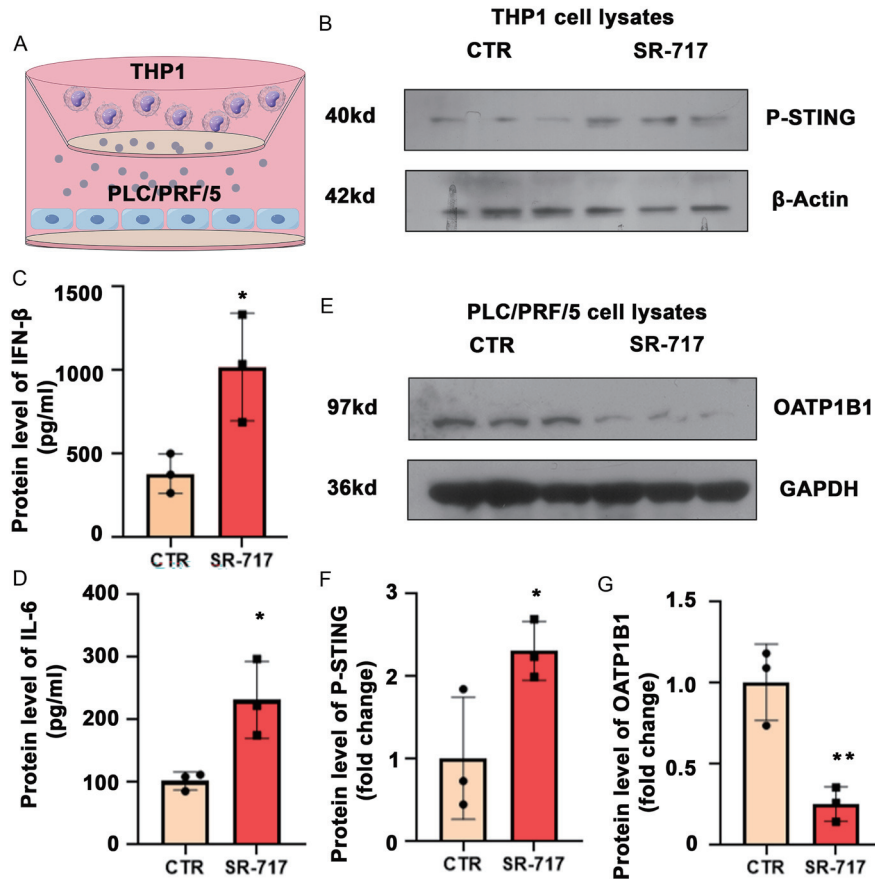 A
THP1
PLC/PRF/5
B
THP1 cell lysates
CTR SR-717
40kd P-STING
42kd β-Actin
C
Protein level of IFN-β
(pg/ml)
1500
1000
500
0
*
CTR SR-717
E
PLC/PRF/5 cell lysates
CTR SR-717
97kd OATP1B1
36kd GAPDH
D
Protein level of IL-6
(pg/ml)
400
300
200
100
0
*
CTR SR-717
F
Protein level of P-STING
(fold change)
3
2
1
0
*
CTR SR-717
G
Protein level of OATP1B1
(fold change)
1.5
1.0
0.5
0
**
CTR SR-717